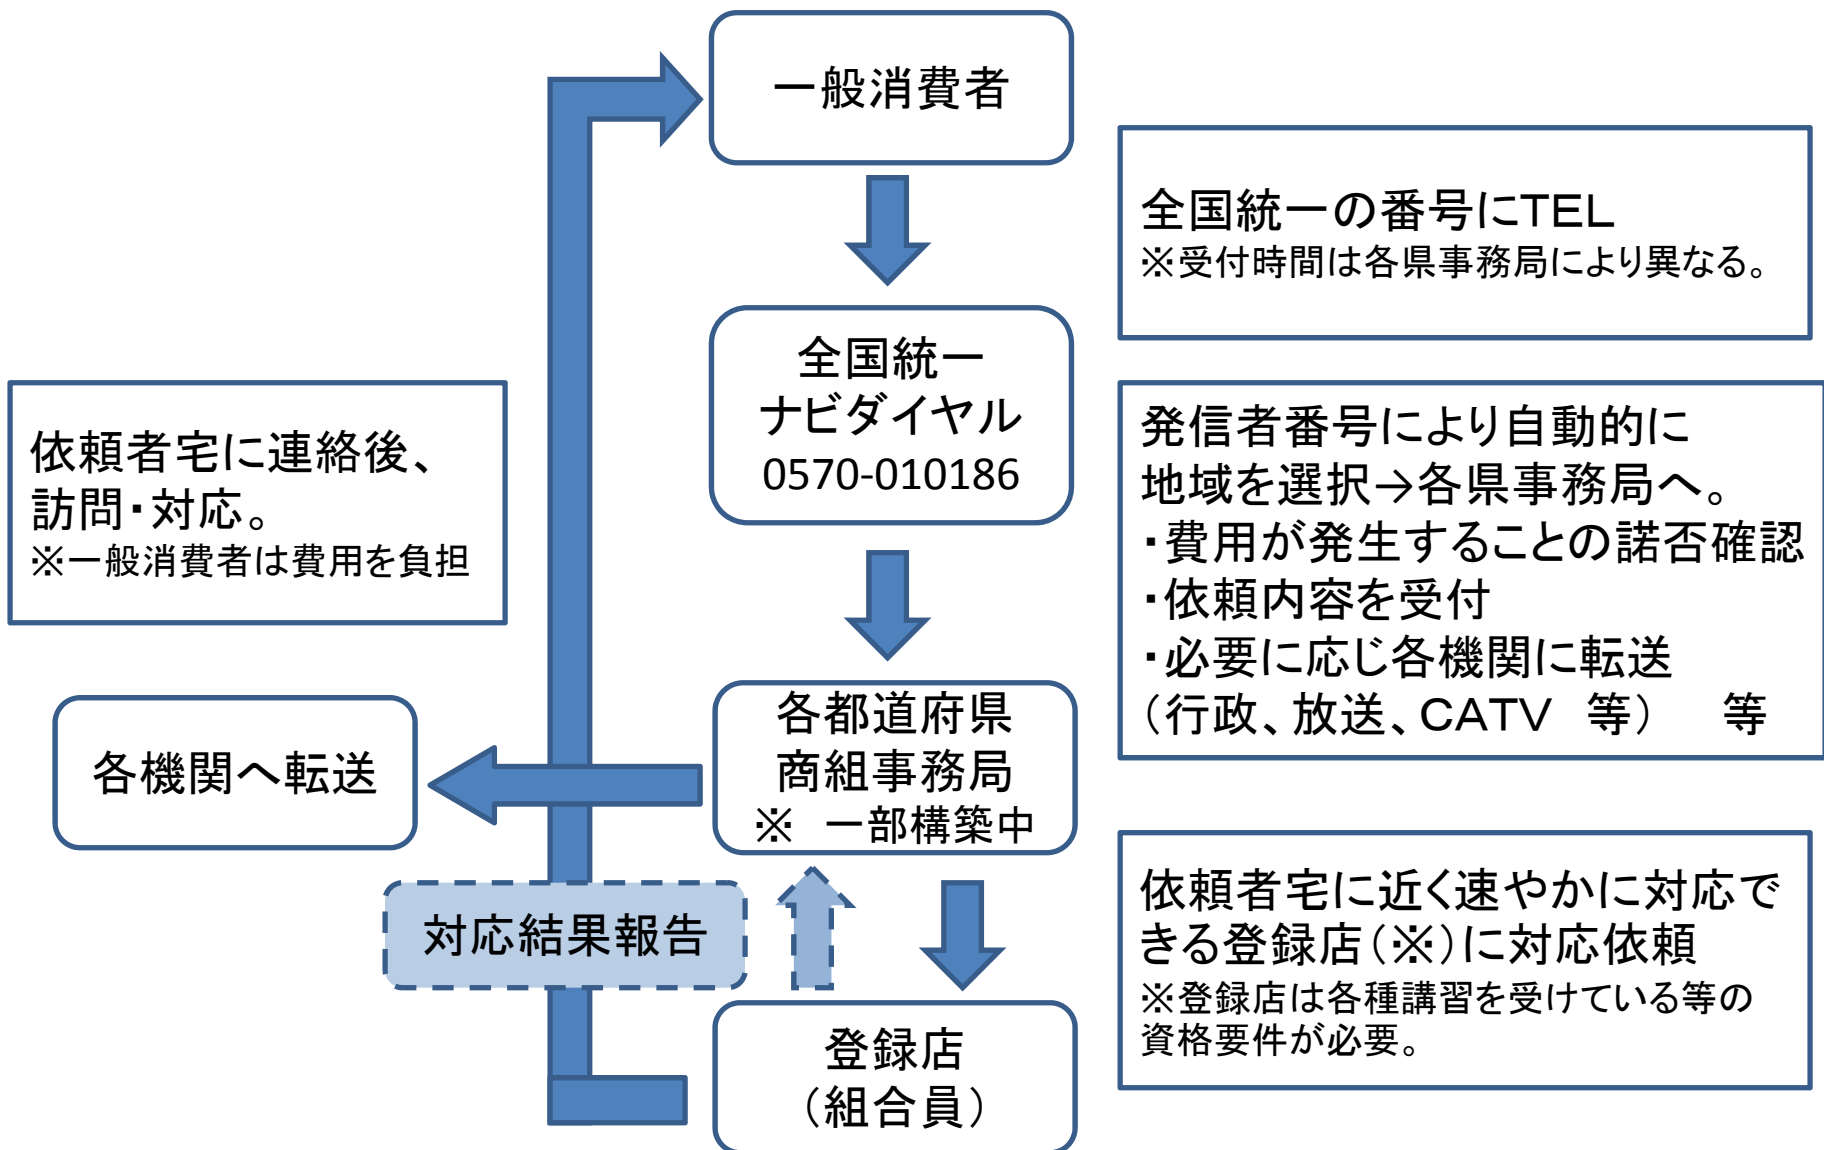 一般消費者
全国統一の番号にTEL
※受付時間は各県事務局により異なる。
全国統一
ナビダイヤル
0570-010186
発信者番号により自動的に
地域を選択→各県事務局へ。
・費用が発生することの諾否確認
・依頼内容を受付
・必要に応じ各機関に転送
（行政、放送、CATV　等）　等
依頼者宅に連絡後、
訪問・対応。
※一般消費者は費用を負担
各都道府県
商組事務局
※　一部構築中
各機関へ転送
対応結果報告
依頼者宅に近く速やかに対応で
きる登録店（※）に対応依頼
※登録店は各種講習を受けている等の
資格要件が必要。
登録店
（組合員）